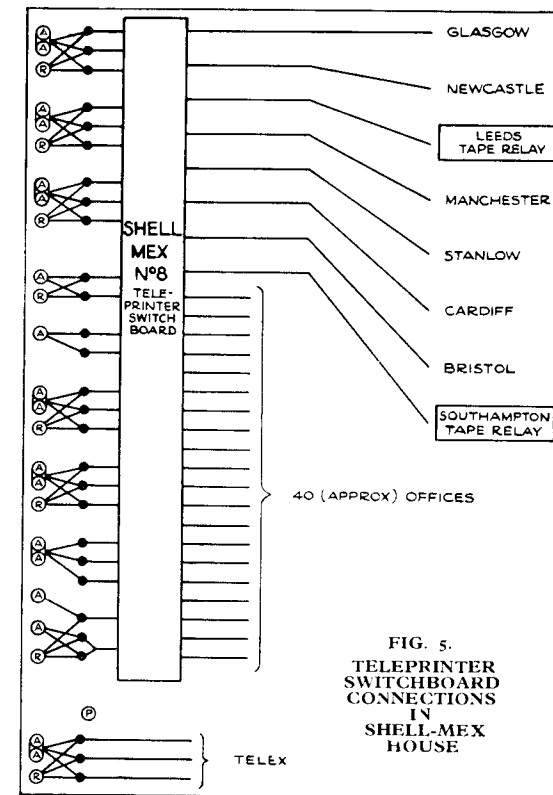 A
A
R
A
A
R
A
A
R
A
R
A
A
A
R
A
A
R
A
A
A
A
R
P
A
A
R
SHELL
MEX
Nº8
TELE-
PRINTER
SWITCH
BOARD
GLASGOW
NEWCASTLE
LEEDS
TAPE RELAY
MANCHESTER
STANLOW
CARDIFF
BRISTOL
SOUTHAMPTON
TAPE RELAY
40 (APPROX) OFFICES
TELEX
FIG. 5.
TELEPRINTER
SWITCHBOARD
CONNECTIONS
IN
SHELL-MEX
HOUSE